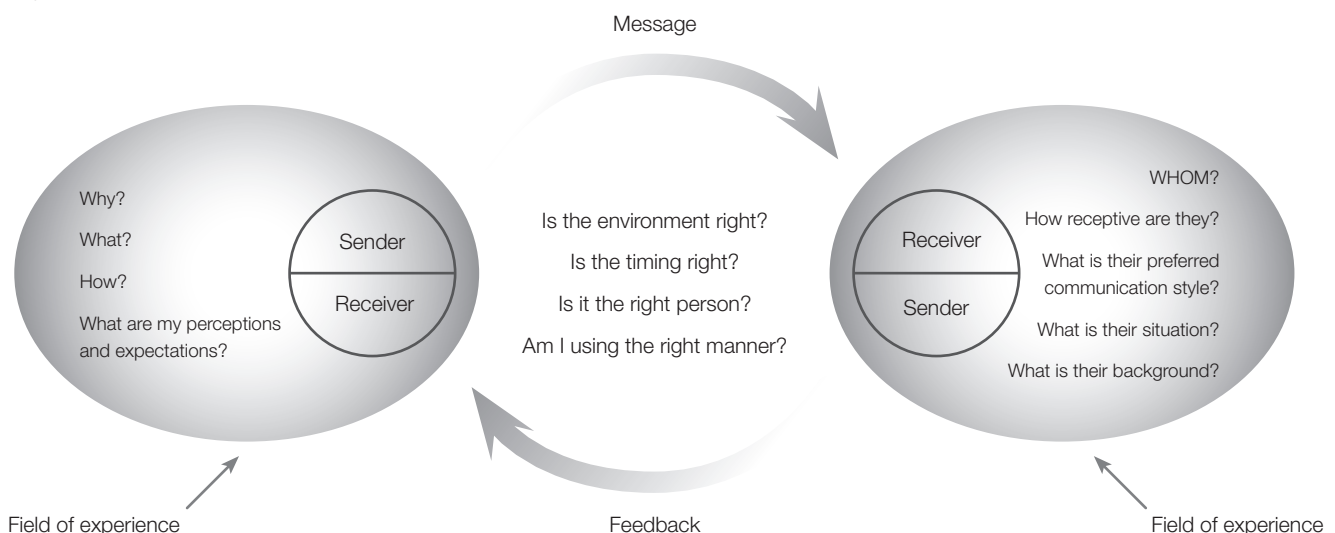 Message
Why?
What?
How?
What are my perceptions
and expectations?
Sender
Receiver
Is the environment right?
Is the timing right?
Is it the right person?
Am I using the right manner?
Receiver
Sender
WHOM?
How receptive are they?
What is their preferred
communication style?
What is their situation?
What is their background?
Field of experience
Feedback
Field of experience